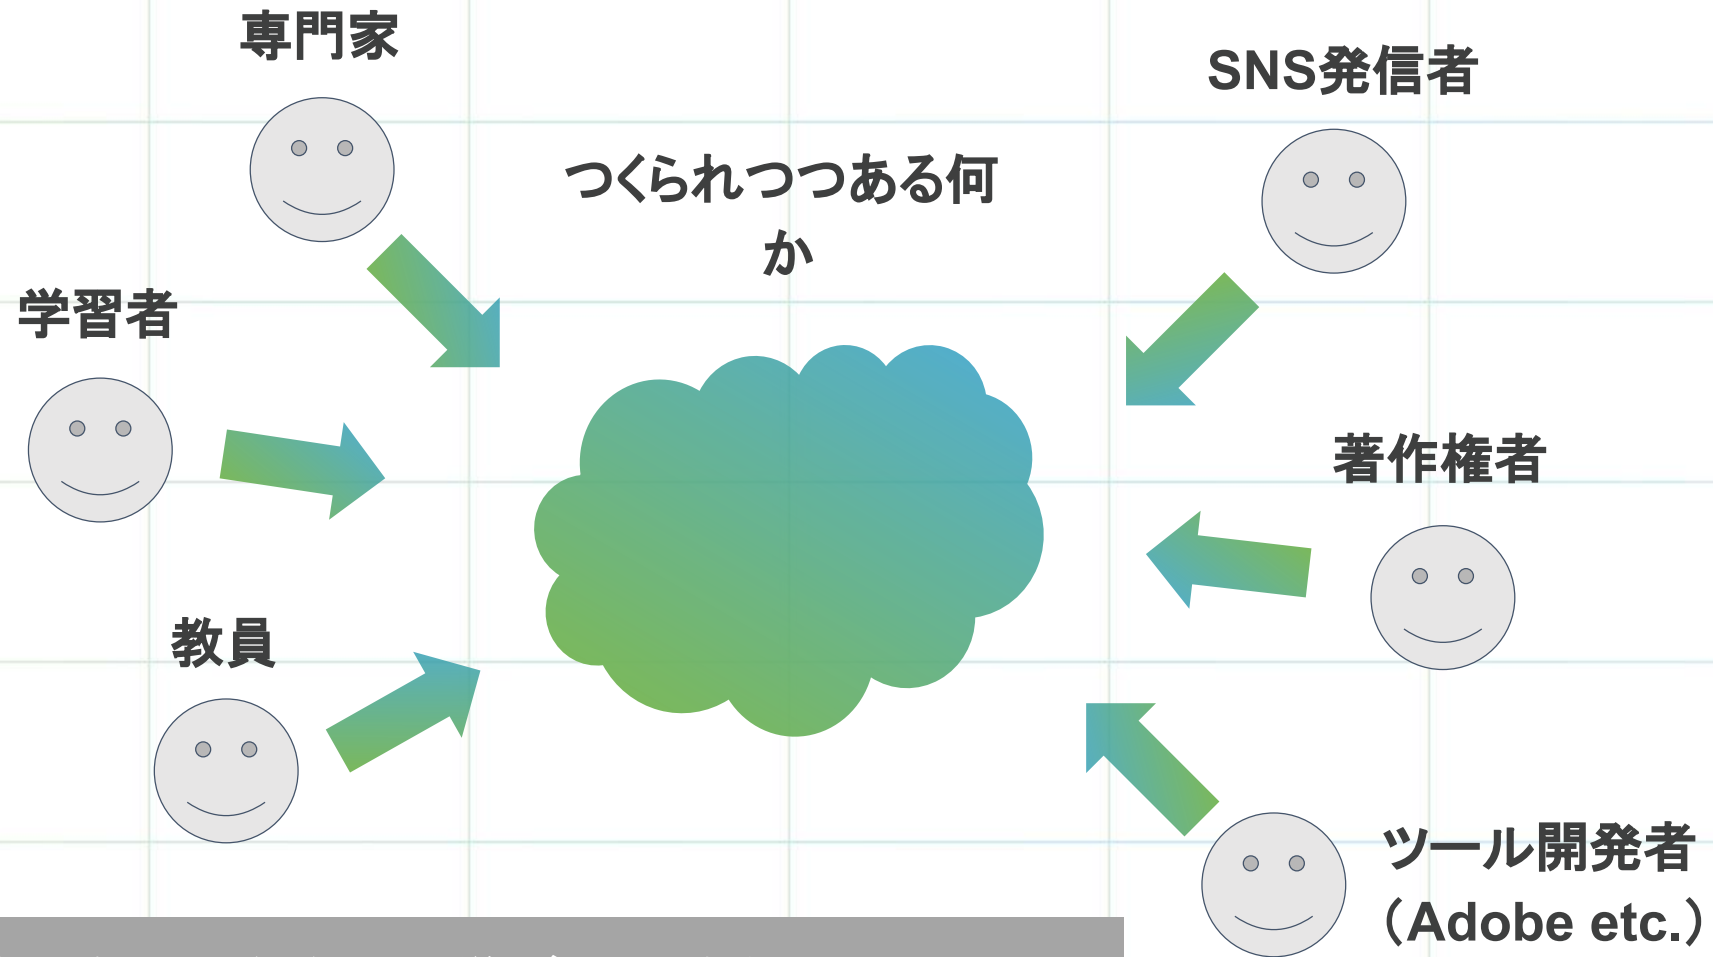 専門家
SNS発信者
つくられつつある何
か
学習者
著作権者
教員
ツール開発者
（Adobe etc.）